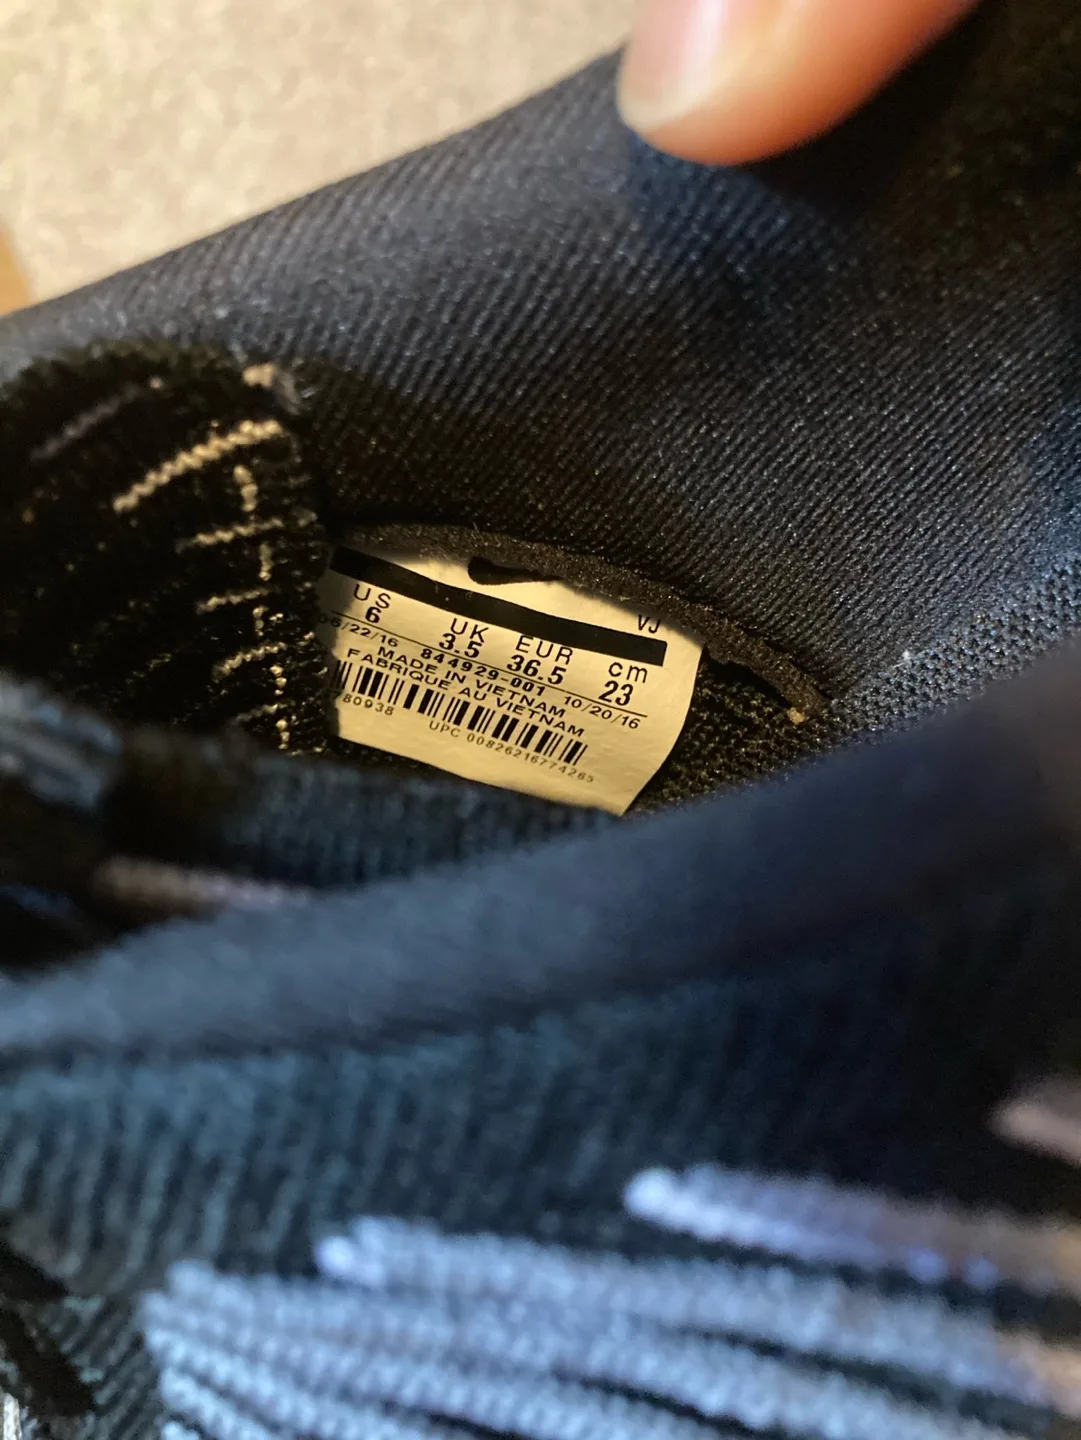 VJ
US UK EUR cm
6 3.5 36.5 23
06/22/16 844929-001 10/20/16
MADE IN VIETNAM
FABRIQUE AU VIETNAM
80938
UPC 00826216774265